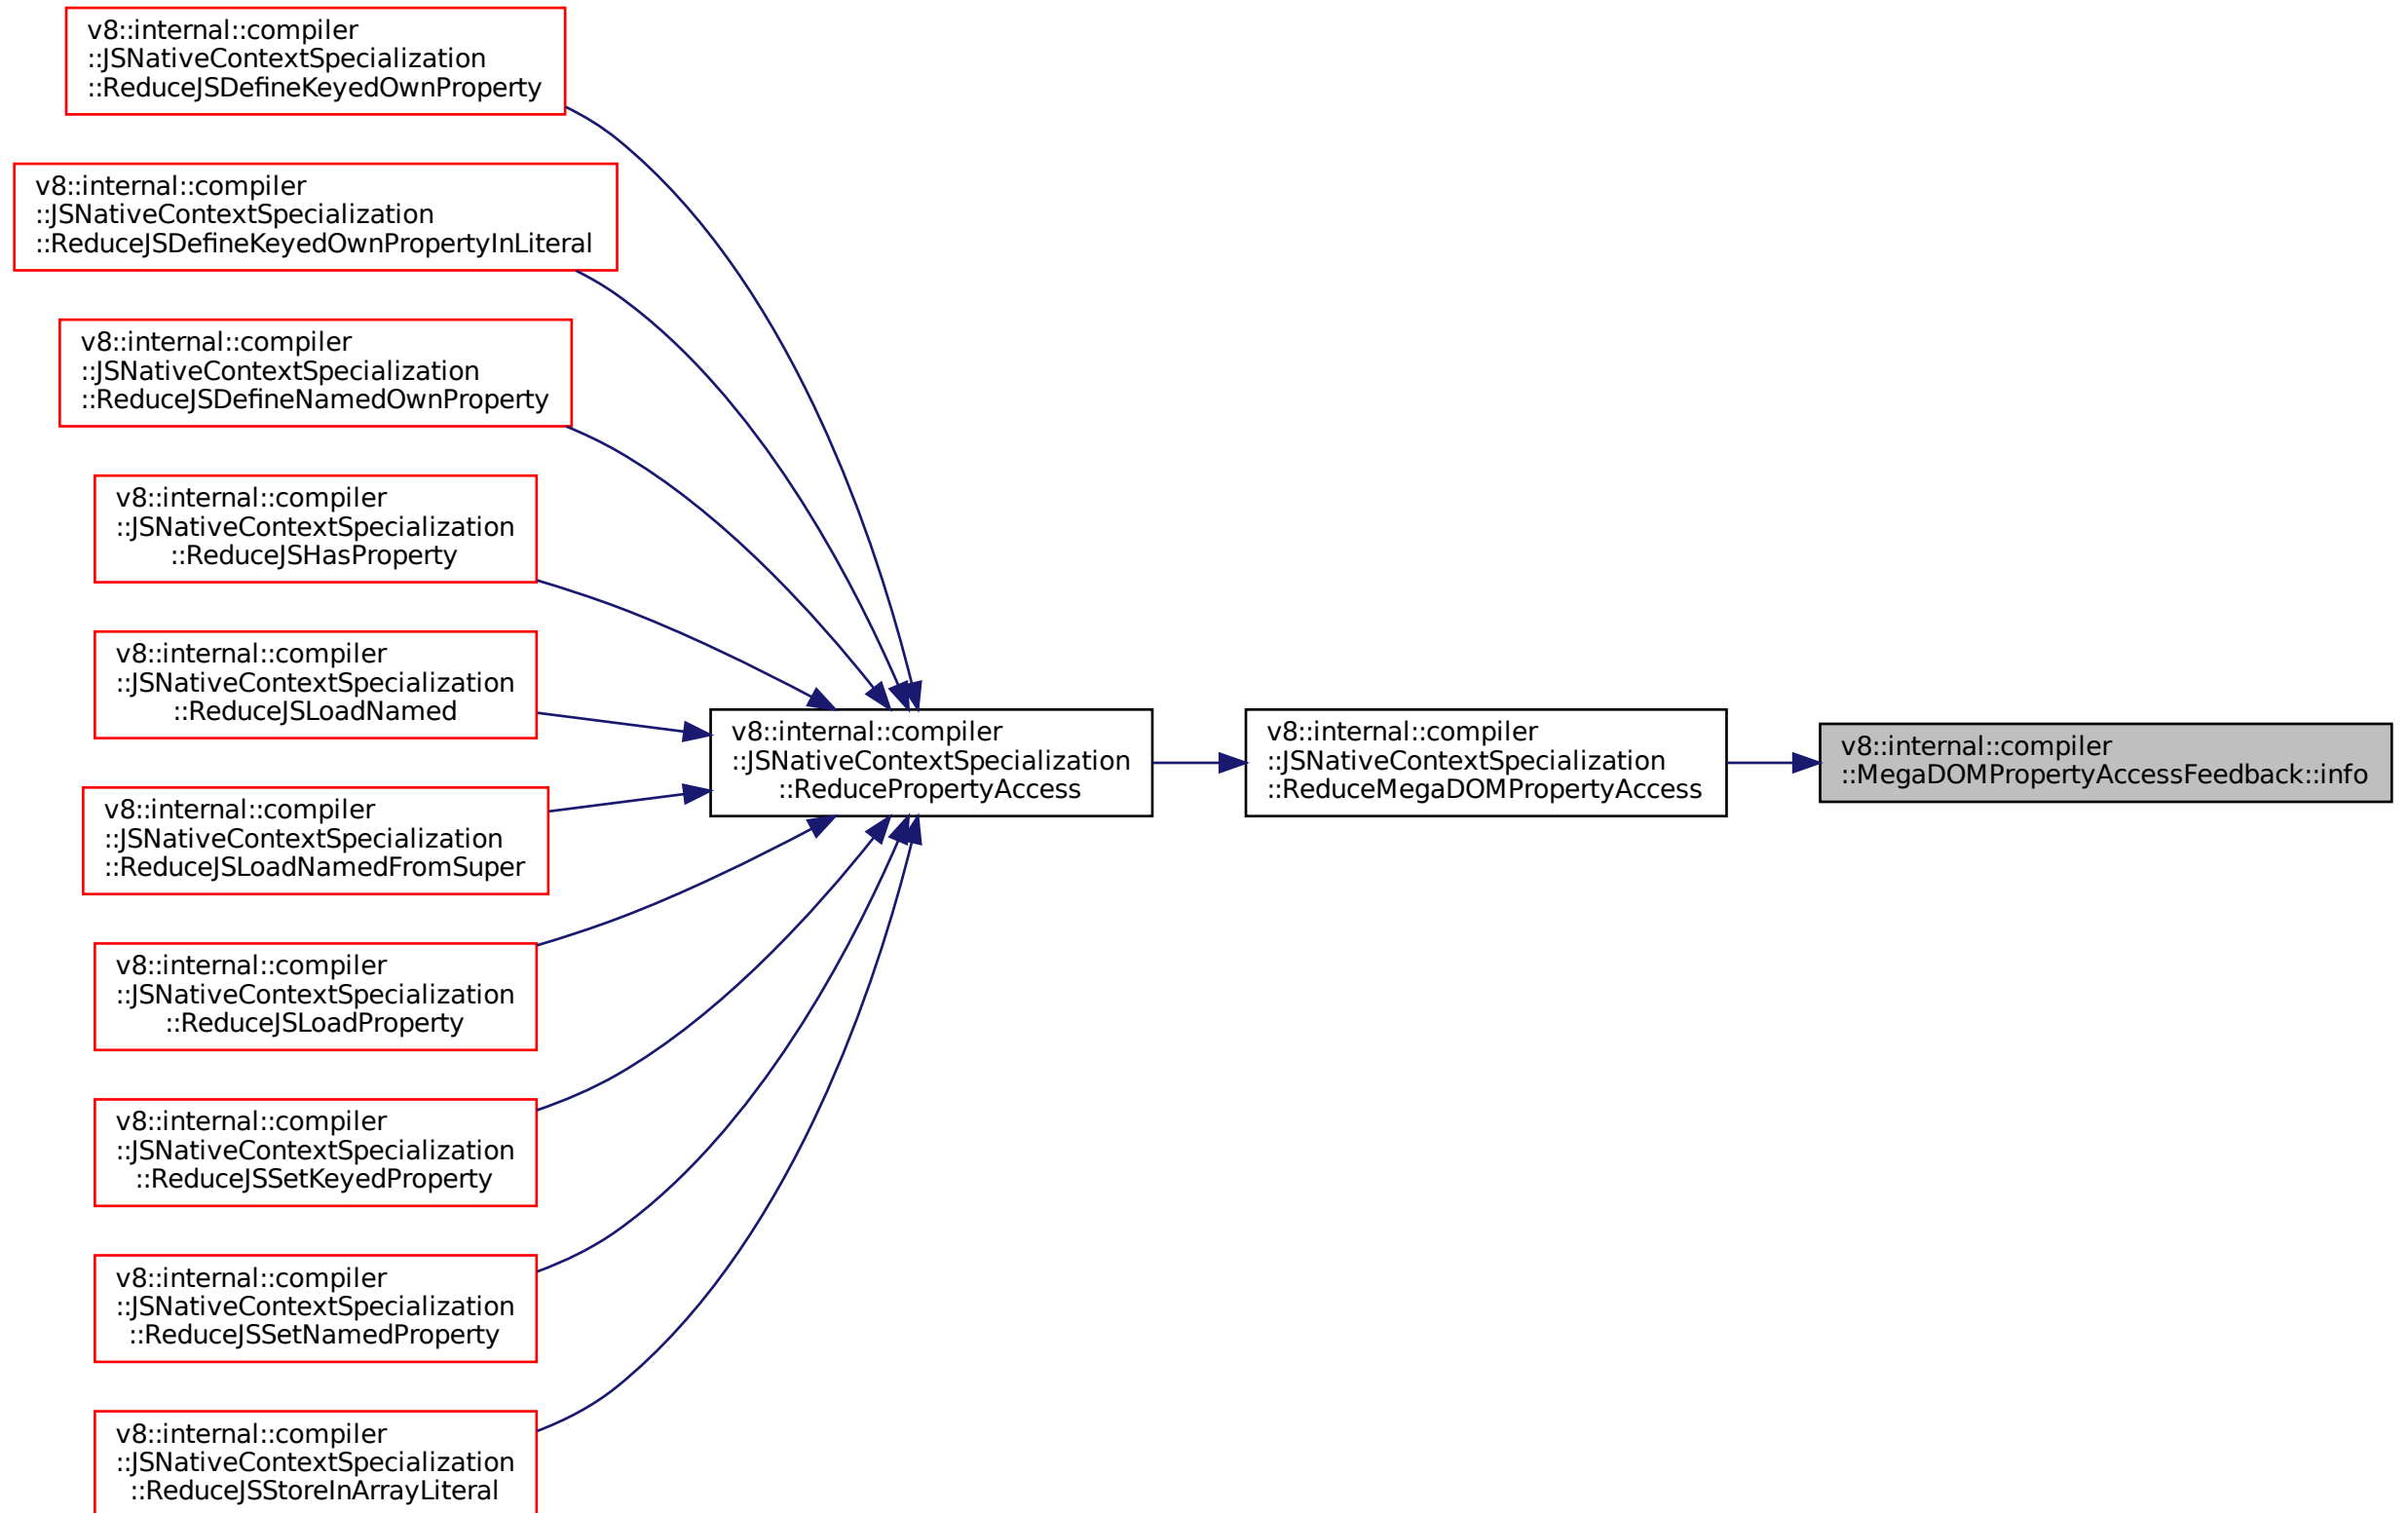 v8::internal::compiler
::JSNativeContextSpecialization
::ReduceJSDefineKeyedOwnProperty
v8::internal::compiler
::JSNativeContextSpecialization
::ReduceJSDefineKeyedOwnPropertyInLiteral
v8::internal::compiler
::JSNativeContextSpecialization
::ReduceJSDefineNamedOwnProperty
v8::internal::compiler
::JSNativeContextSpecialization
::ReduceJSHasProperty
v8::internal::compiler
::JSNativeContextSpecialization
::ReduceJSLoadNamed
v8::internal::compiler
::JSNativeContextSpecialization
::ReduceJSLoadNamedFromSuper
v8::internal::compiler
::JSNativeContextSpecialization
::ReduceJSLoadProperty
v8::internal::compiler
::JSNativeContextSpecialization
::ReduceJSSetKeyedProperty
v8::internal::compiler
::JSNativeContextSpecialization
::ReduceJSSetNamedProperty
v8::internal::compiler
::JSNativeContextSpecialization
::ReduceJSStoreInArrayLiteral
v8::internal::compiler
::JSNativeContextSpecialization
::ReducePropertyAccess
v8::internal::compiler
::JSNativeContextSpecialization
::ReduceMegaDOMPropertyAccess
v8::internal::compiler
::MegaDOMPropertyAccessFeedback::info